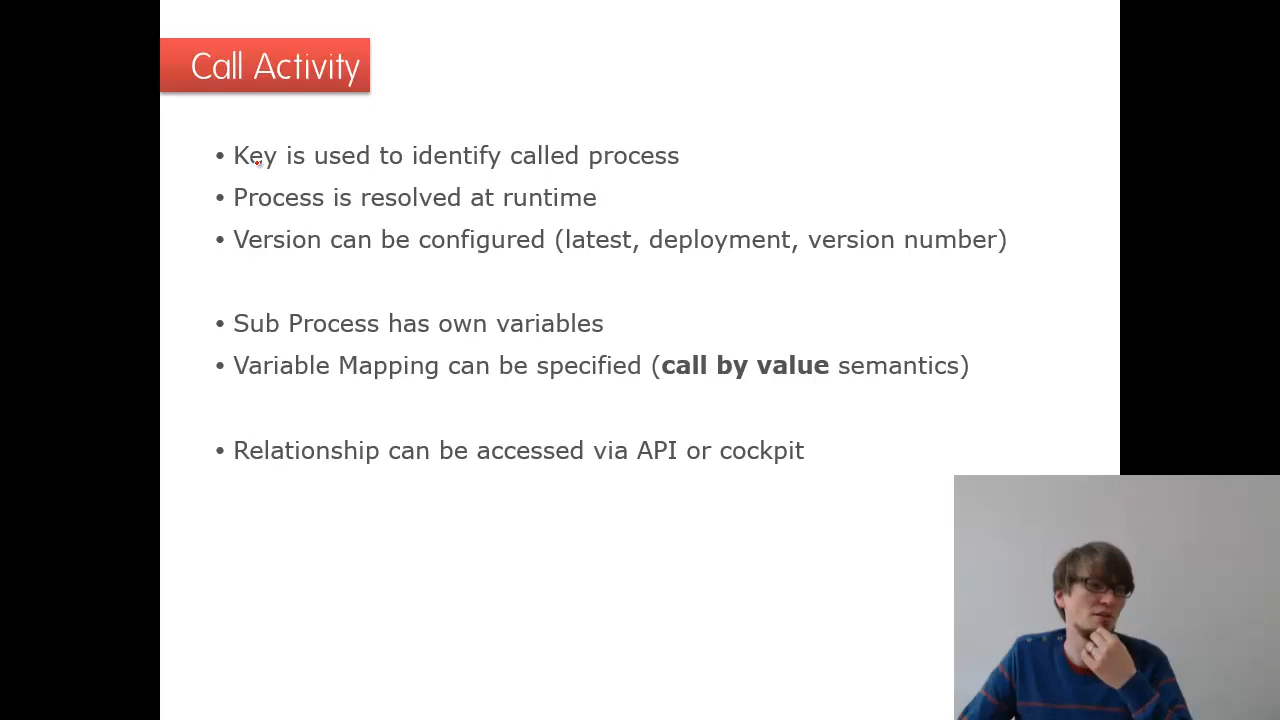 Call Activity
• Key is used to identify called process
• Process is resolved at runtime
• Version can be configured (latest, deployment, version number)
• Sub Process has own variables
• Variable Mapping can be specified (call by value semantics)
• Relationship can be accessed via API or cockpit